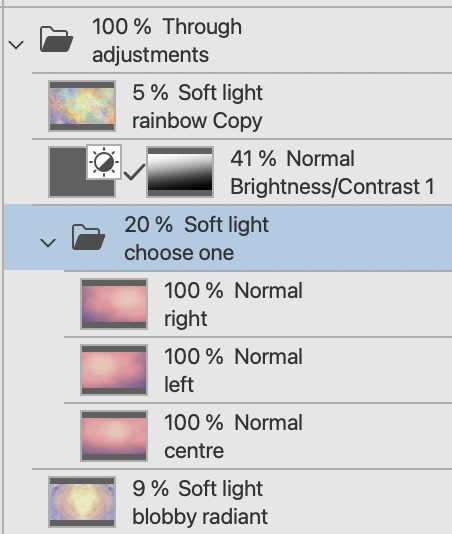 100 % Through
adjustments
5 % Soft light
rainbow Copy
41 % Normal
Brightness/Contrast 1
20 % Soft light
choose one
100 % Normal
right
100 % Normal
left
100 % Normal
centre
9 % Soft light
blobby radiant